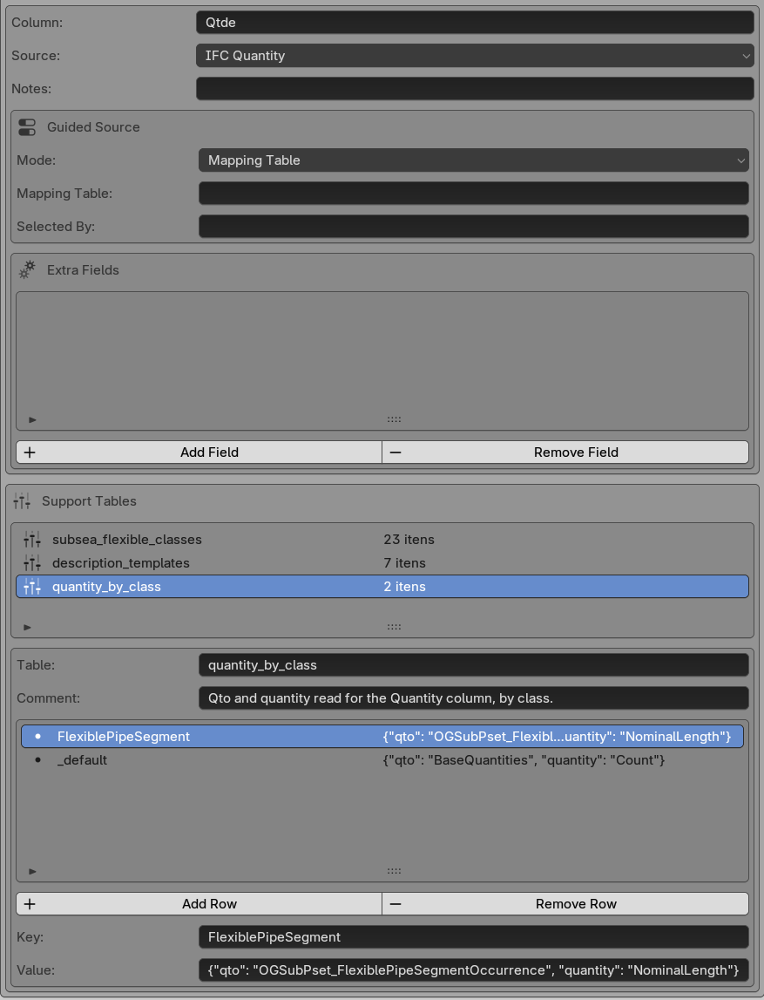 Column: Qtde
Source: IFC Quantity
Notes:
Guided Source
Mode: Mapping Table
Mapping Table:
Selected By:
Extra Fields
Add Field Remove Field
Support Tables
subsea_flexible_classes 23 itens
description_templates 7 itens
quantity_by_class 2 itens
Table: quantity_by_class
Comment: Qto and quantity read for the Quantity column, by class.
FlexiblePipeSegment {"qto": "OGSubPset_Flexibl...uantity": "NominalLength"}
_default {"qto": "BaseQuantities", "quantity": "Count"}
Add Row Remove Row
Key: FlexiblePipeSegment
Value: {"qto": "OGSubPset_FlexiblePipeSegmentOccurrence", "quantity": "NominalLength"}